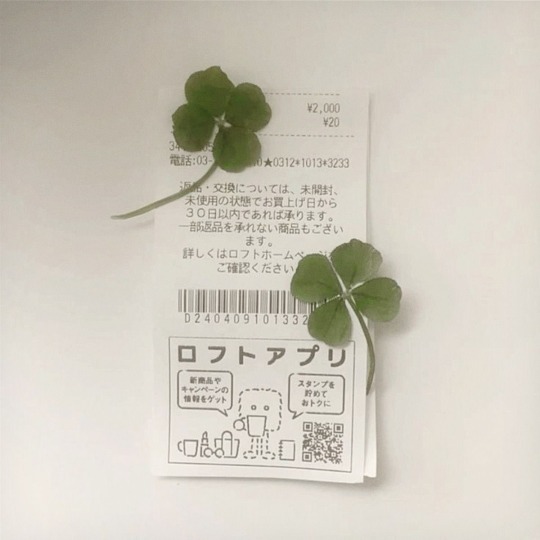 ¥2,000
¥20
電話:03-
★0312*1013*3233
返品・交換については、未開封、
未使用の状態でお買上げ日から
30日以内であれば承ります。
一部返品を承れない商品もござい
ます。
詳しくはロフトホームペー
ご確認ください
D240409101332
ロフトアプリ
新商品や
キャンペーンの
情報をゲット
スタンプを
貯めて
おトクに